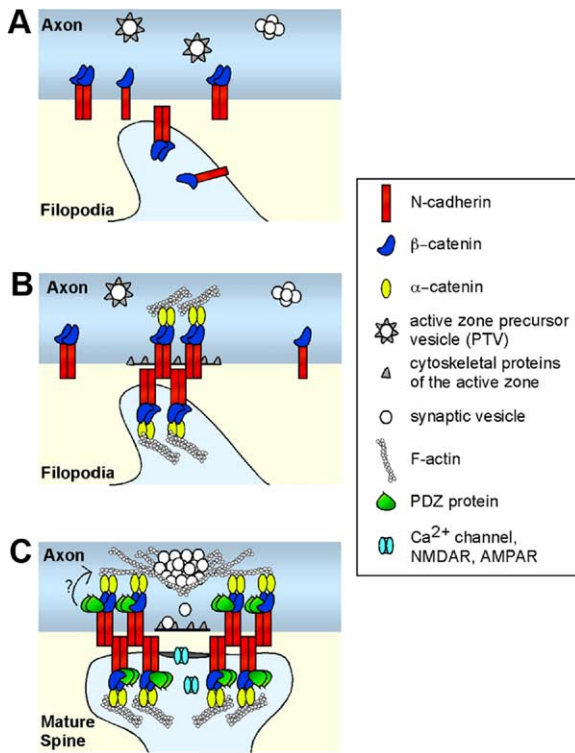 A
Axon
Filopodia
B
Axon
Filopodia
C
Axon
?
Mature
Spine
N-cadherin
β-catenin
α-catenin
active zone precursor
vesicle (PTV)
cytoskeletal proteins
of the active zone
synaptic vesicle
F-actin
PDZ protein
Ca2+ channel,
NMDAR, AMPAR